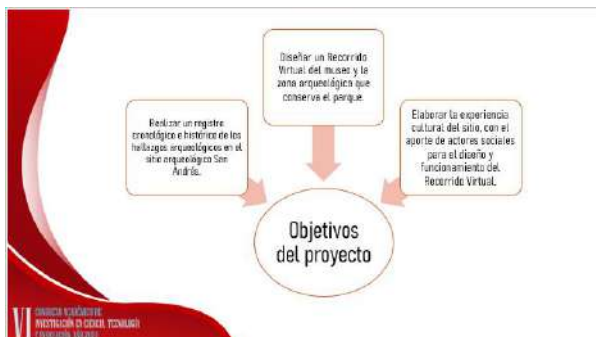 Diseñar un Recorrido
Virtual del museo y la
zona arqueológica que
conserva el parque.
Realizar un registro
cronológico e histórico de los
hallazgos arqueológicos en el
sitio arqueológico San
Andrés.
Elaborar la experiencia
cultural del sitio, con el
aporte de actores sociales
para el diseño y
funcionamiento del
Recorrido Virtual.
Objetivos
del proyecto
VI
INVESTIGACIÓN EN CIENCIA, TECNOLOGÍA